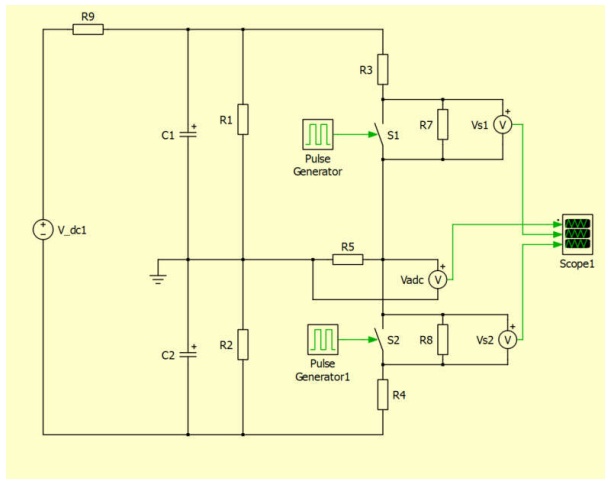 R9
R3
C1
R1
S1
R7
Vs1
V
Pulse
Generator
V_dc1
R5
Vadc
V
Scope1
C2
R2
Pulse
Generator1
S2
R8
Vs2
V
R4